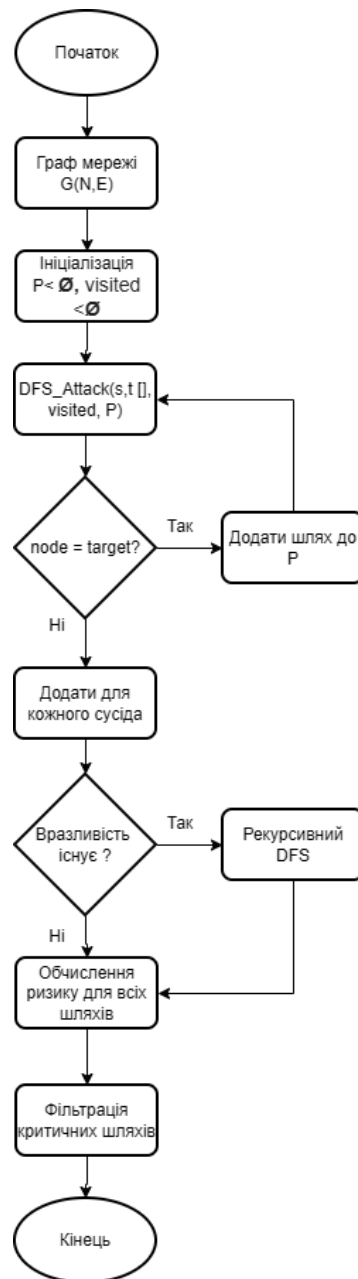 Початок
Граф мережі
G(N,E)
Ініціалізація
P< Ø, visited
<Ø
DFS_Attack(s,t [],
visited, P)
node = target?
Так
Додати шлях до
P
Ні
Додати для
кожного сусіда
Вразливість
існує ?
Так
Рекурсивний
DFS
Ні
Обчислення
ризику для всіх
шляхів
Фільтрація
критичних шляхів
Кінець